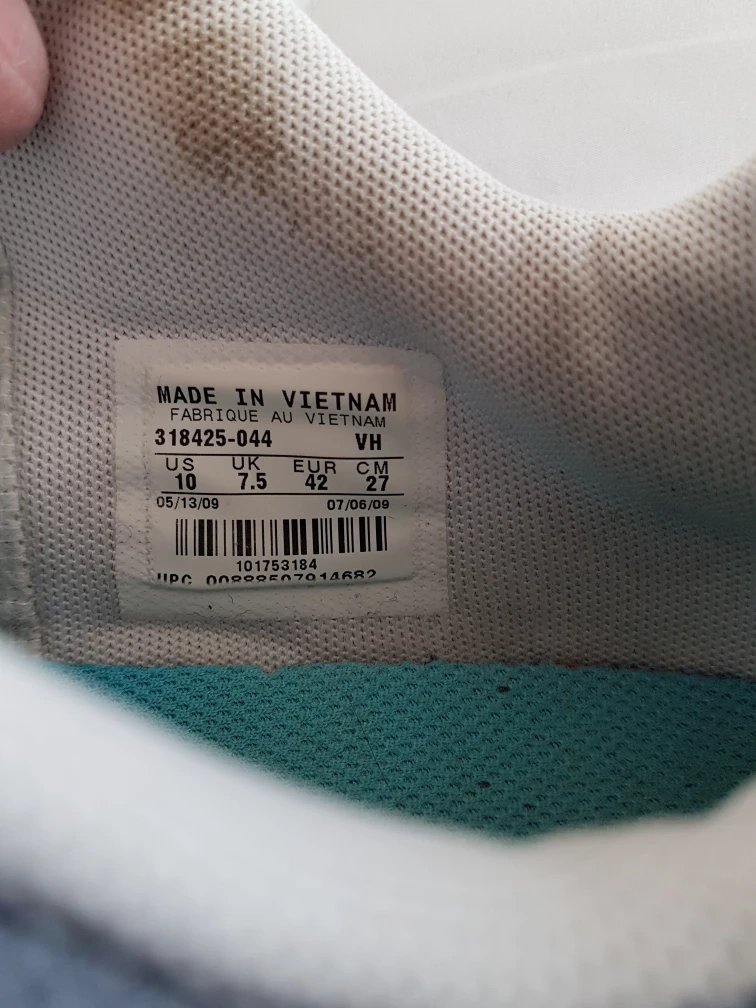 MADE IN VIETNAM
FABRIQUE AU VIETNAM
318425-044 VH
US UK EUR CM
10 7.5 42 27
05/13/09 07/06/09
101753184
UPC 00888507914682